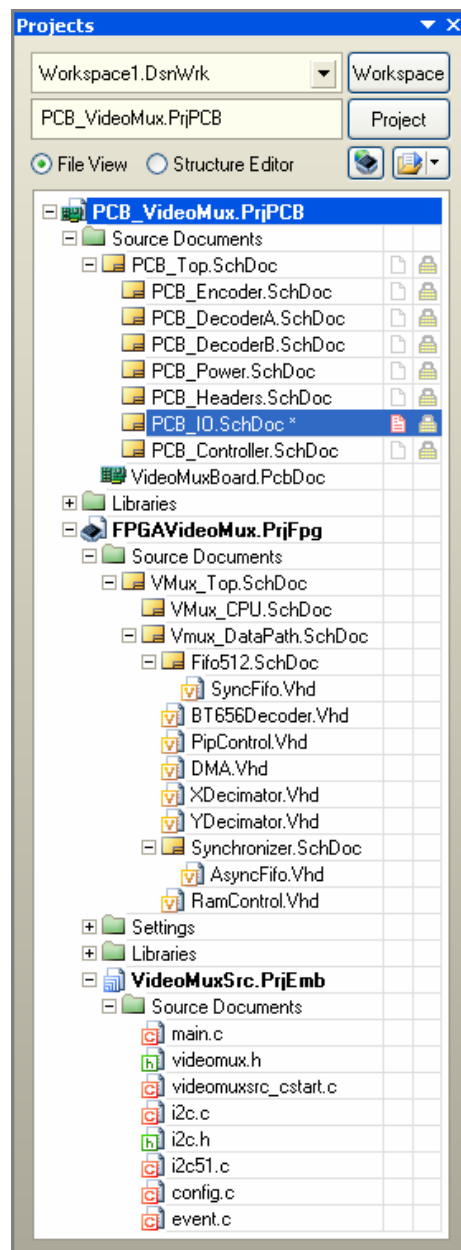 Projects
Workspace1.DsnWrk Workspace
PCB_VideoMux.PrjPCB Project
File View Structure Editor
PCB_VideoMux.PrjPCB
Source Documents
PCB_Top.SchDoc
PCB_Encoder.SchDoc
PCB_DecoderA.SchDoc
PCB_DecoderB.SchDoc
PCB_Power.SchDoc
PCB_Headers.SchDoc
PCB_IO.SchDoc *
PCB_Controller.SchDoc
VideoMuxBoard.PcbDoc
Libraries
FPGAVideoMux.PrjFpg
Source Documents
VMux_Top.SchDoc
VMux_CPU.SchDoc
Vmux_DataPath.SchDoc
Fifo512.SchDoc
SyncFifo.Vhd
BT656Decoder.Vhd
PipControl.Vhd
DMA.Vhd
XDecimator.Vhd
YDecimator.Vhd
Synchronizer.SchDoc
AsyncFifo.Vhd
RamControl.Vhd
Settings
Libraries
VideoMuxSrc.PrjEmb
Source Documents
main.c
videomux.h
videomuxsrc_cstart.c
i2c.c
i2c.h
i2c51.c
config.c
event.c